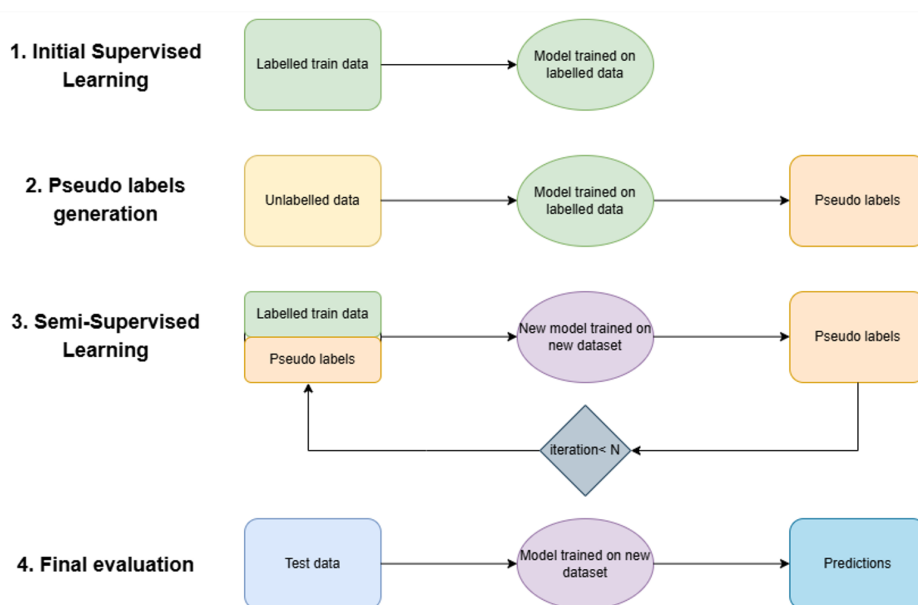 1. Initial Supervised
Learning
Labelled train data
Model trained on
labelled data
2. Pseudo labels
generation
Unlabelled data
Model trained on
labelled data
Pseudo labels
3. Semi-Supervised
Learning
Labelled train data
Pseudo labels
New model trained on
new dataset
Pseudo labels
iteration< N
4. Final evaluation
Test data
Model trained on new
dataset
Predictions